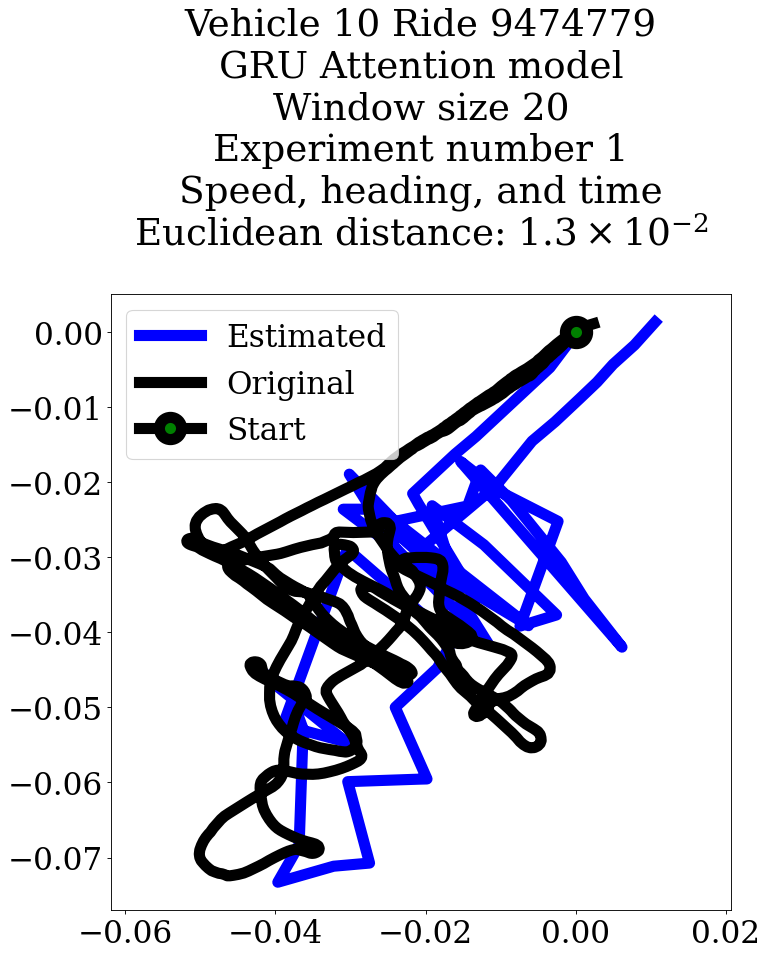 Vehicle 10 Ride 9474779
GRU Attention model
Window size 20
Experiment number 1
Speed, heading, and time
Euclidean distance: 1.3 × 10⁻²
Estimated
Original
Start
0.00
−0.01
−0.02
−0.03
−0.04
−0.05
−0.06
−0.07
−0.06 −0.04 −0.02 0.00 0.02